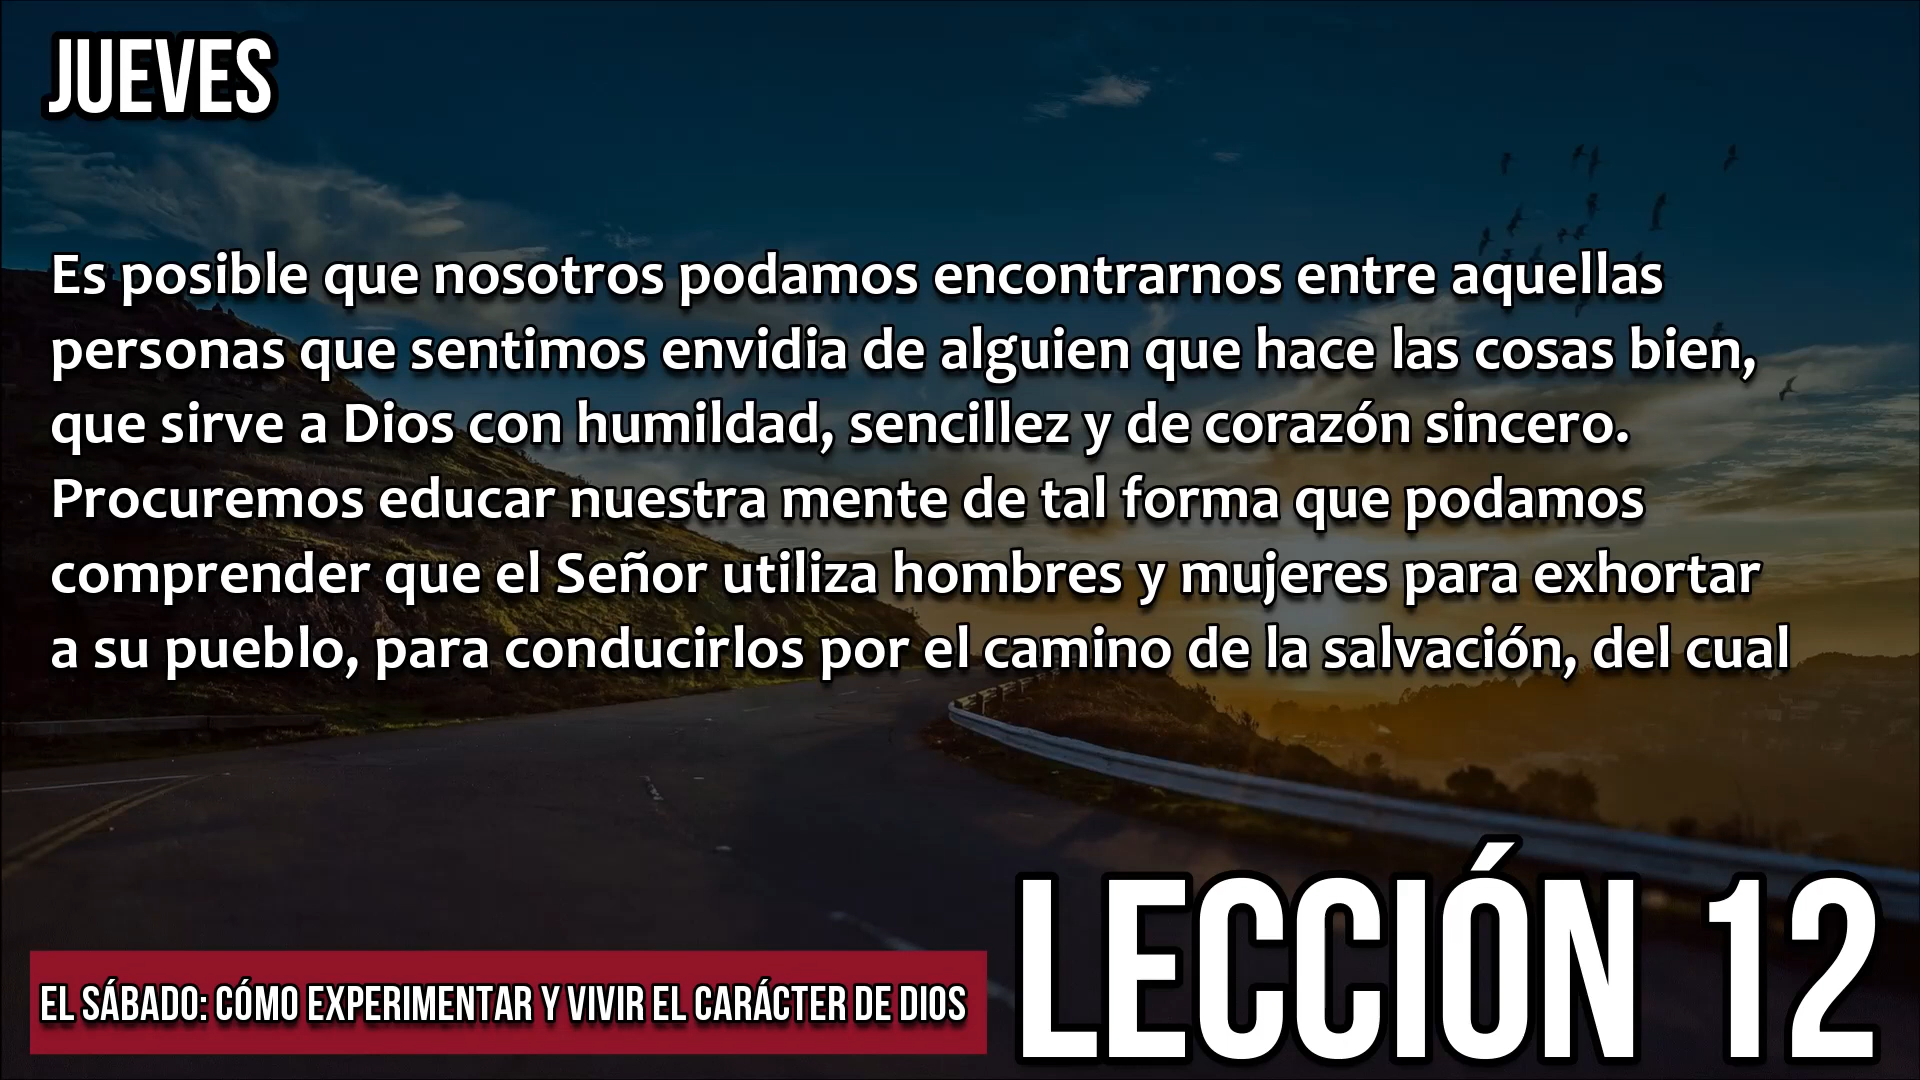 JUEVES
Es posible que nosotros podamos encontrarnos entre aquellas
personas que sentimos envidia de alguien que hace las cosas bien,
que sirve a Dios con humildad, sencillez y de corazón sincero.
Procuremos educar nuestra mente de tal forma que podamos
comprender que el Señor utiliza hombres y mujeres para exhortar
a su pueblo, para conducirlos por el camino de la salvación, del cual
EL SÁBADO: CÓMO EXPERIMENTAR Y VIVIR EL CARÁCTER DE DIOS
LECCIÓN 12